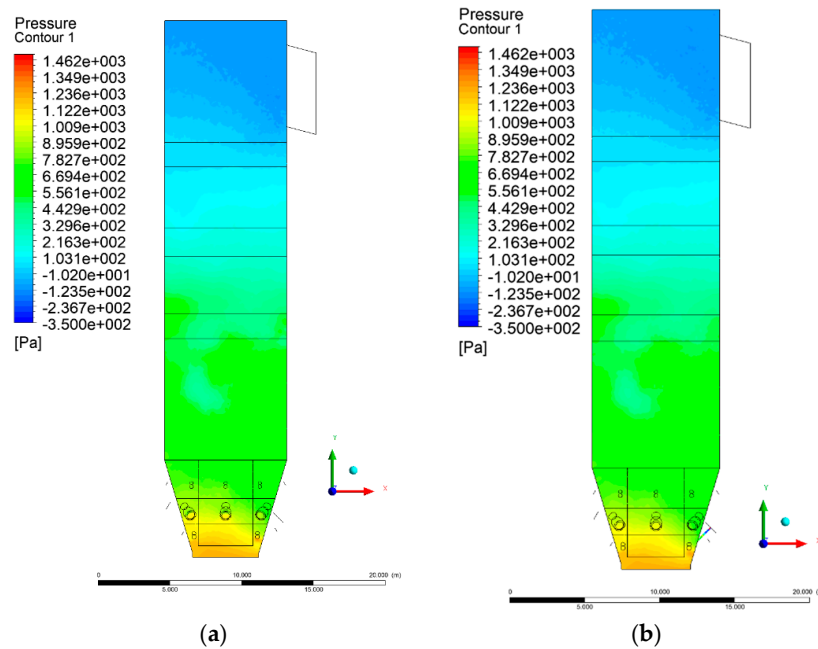 Pressure
Contour 1
1.462e+003
1.349e+003
1.236e+003
1.122e+003
1.009e+003
8.959e+002
7.827e+002
6.694e+002
5.561e+002
4.429e+002
3.296e+002
2.163e+002
1.031e+002
-1.020e+001
-1.235e+002
-2.367e+002
-3.500e+002
[Pa]
Y
X
0
10.000
20.000 (m)
5.000
15.000
(a)
Pressure
Contour 1
1.462e+003
1.349e+003
1.236e+003
1.122e+003
1.009e+003
8.959e+002
7.827e+002
6.694e+002
5.561e+002
4.429e+002
3.296e+002
2.163e+002
1.031e+002
-1.020e+001
-1.235e+002
-2.367e+002
-3.500e+002
[Pa]
Y
X
0
10.000
20.000 (
5.000
15.000
(b)